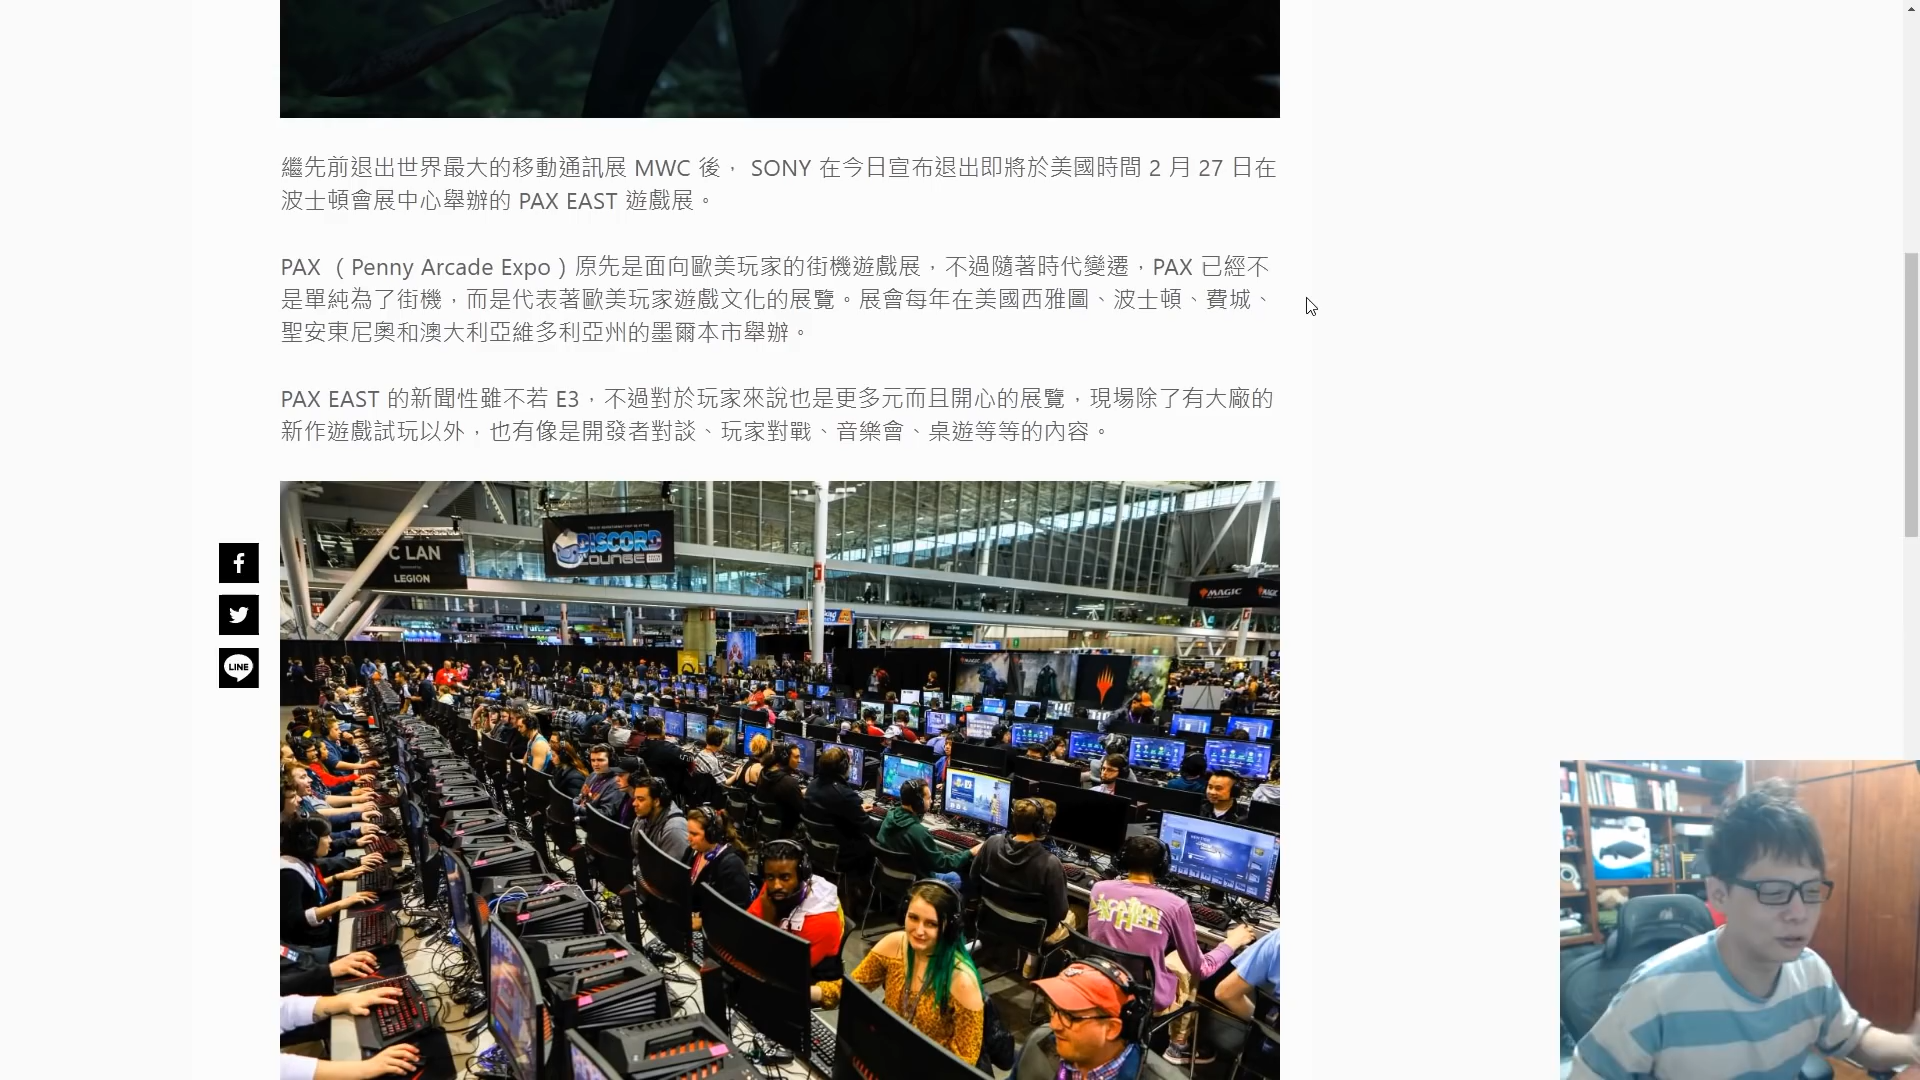 繼先前退出世界最大的移動通訊展 MWC 後， SONY 在今日宣布退出即將於美國時間 2 月 27 日在
波士頓會展中心舉辦的 PAX EAST 遊戲展。
PAX （Penny Arcade Expo）原先是面向歐美玩家的街機遊戲展，不過隨著時代變遷，PAX 已經不
是單純為了街機，而是代表著歐美玩家遊戲文化的展覽。展會每年在美國西雅圖、波士頓、費城、
聖安東尼奧和澳大利亞維多利亞州的墨爾本市舉辦。
PAX EAST 的新聞性雖不若 E3，不過對於玩家來說也是更多元而且開心的展覽，現場除了有大廠的
新作遊戲試玩以外，也有像是開發者對談、玩家對戰、音樂會、桌遊等等的內容。
C LAN
LEGION
DISCORD
LOUNGE
MAGIC
LINE